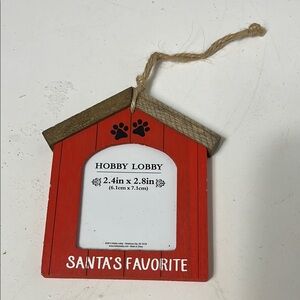 HOBBY LOBBY
2.4in x 2.8in
(6.1cm x 7.1cm)
SANTA'S FAVORITE